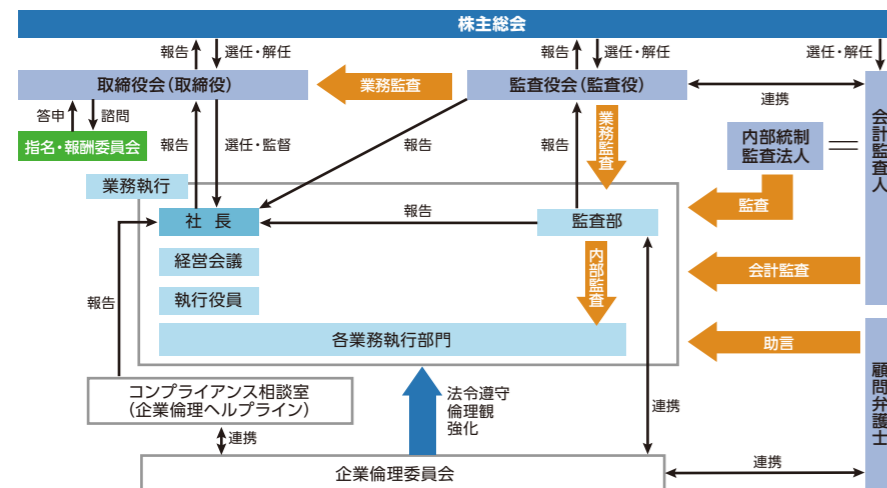 株主総会
報告
選任・解任
報告
選任・解任
選任・解任
取締役会(取締役)
業務監査
監査役会(監査役)
連携
会計監査人
答申
諮問
指名・報酬委員会
報告
選任・監督
報告
報告
業務監査
内部統制
監査法人
業務執行
監査
社 長
報告
監査部
経営会議
内部監査
会計監査
執行役員
報告
各業務執行部門
助言
顧問弁護士
コンプライアンス相談室
(企業倫理ヘルプライン)
法令遵守
倫理観
強化
連携
連携
企業倫理委員会
連携